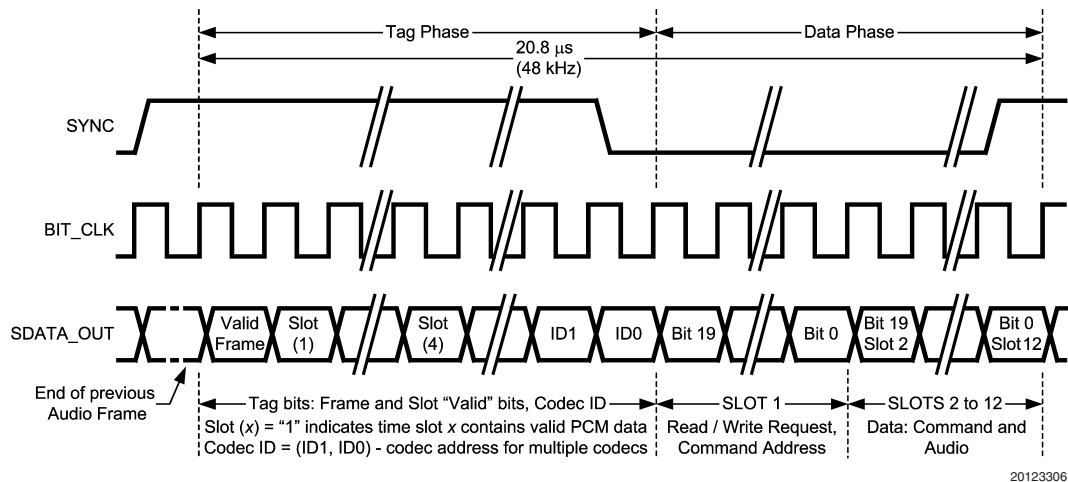 Tag Phase
Data Phase
20.8 μs
(48 kHz)
SYNC
BIT_CLK
SDATA_OUT
Valid
Frame
Slot
(1)
Slot
(4)
ID1
ID0
Bit 19
Bit 0
Bit 19
Slot 2
Bit 0
Slot12
End of previous
Audio Frame
Tag bits: Frame and Slot “Valid” bits, Codec ID
SLOT 1
SLOTS 2 to 12
Slot (x) = “1” indicates time slot x contains valid PCM data
Read / Write Request,
Data: Command and
Codec ID = (ID1, ID0) - codec address for multiple codecs
Command Address
Audio
20123306